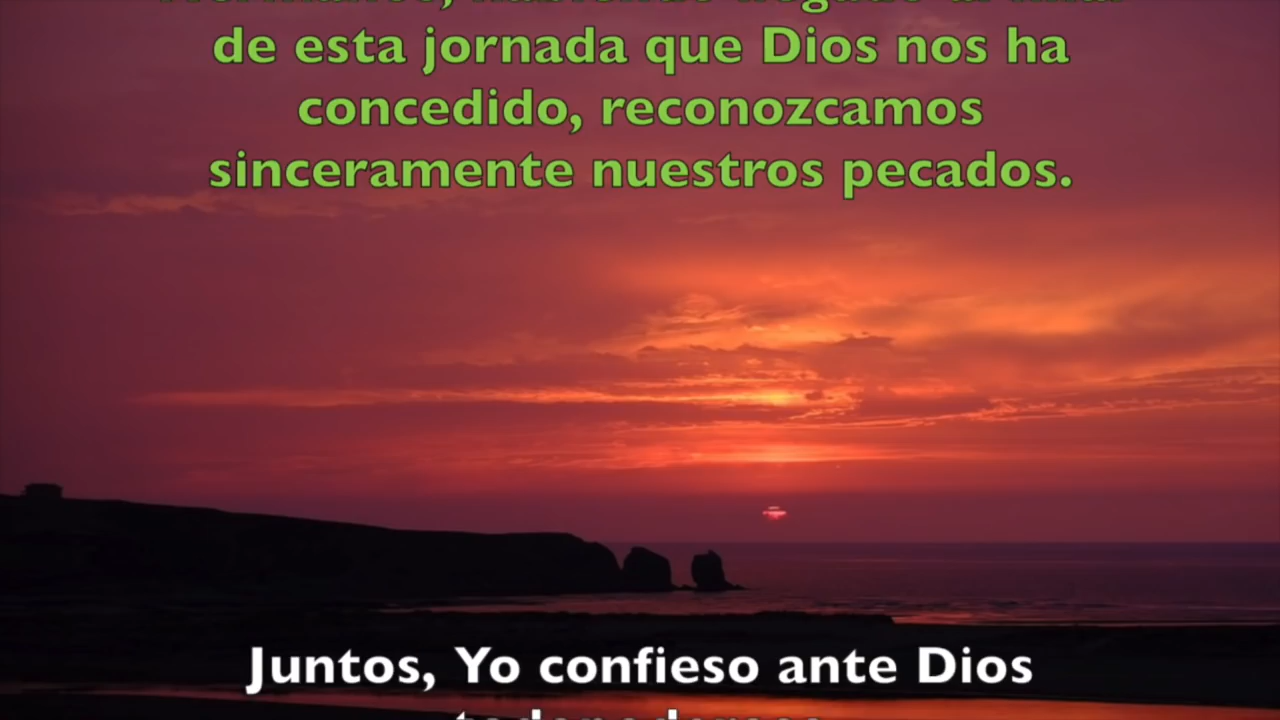 de esta jornada que Dios nos ha
concedido, reconozcamos
sinceramente nuestros pecados.
Juntos, Yo confieso ante Dios